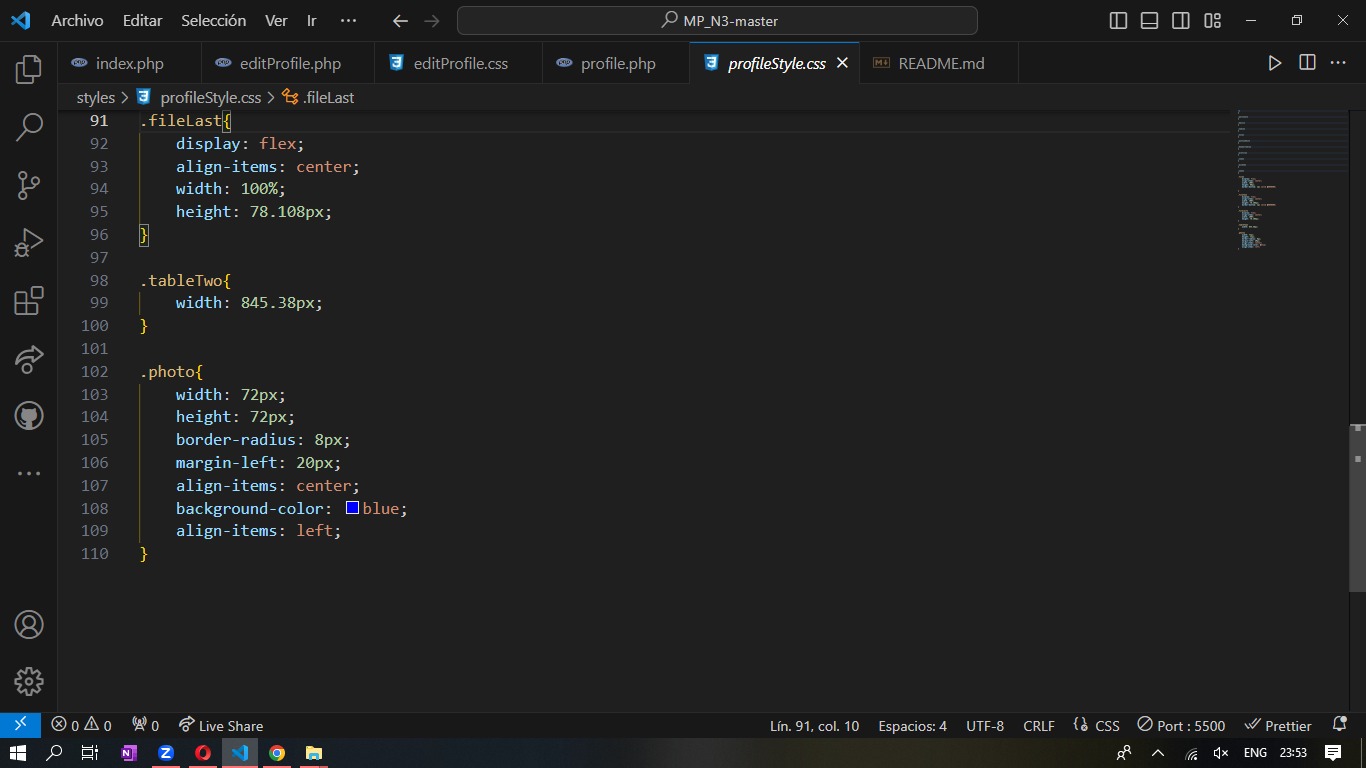 Archivo Editar Selección Ver Ir ···
MP_N3-master
index.php editProfile.php editProfile.css profile.php profileStyle.css README.md
styles > profileStyle.css > .fileLast
91 .fileLast{
92 display: flex;
93 align-items: center;
94 width: 100%;
95 height: 78.108px;
96 }
97
98 .tableTwo{
99 width: 845.38px;
100 }
101
102 .photo{
103 width: 72px;
104 height: 72px;
105 border-radius: 8px;
106 margin-left: 20px;
107 align-items: center;
108 background-color: blue;
109 align-items: left;
110 }
0 0 0 Live Share Lín. 91, col. 10 Espacios: 4 UTF-8 CRLF CSS Port : 5500 Prettier
N Z ENG 23:53